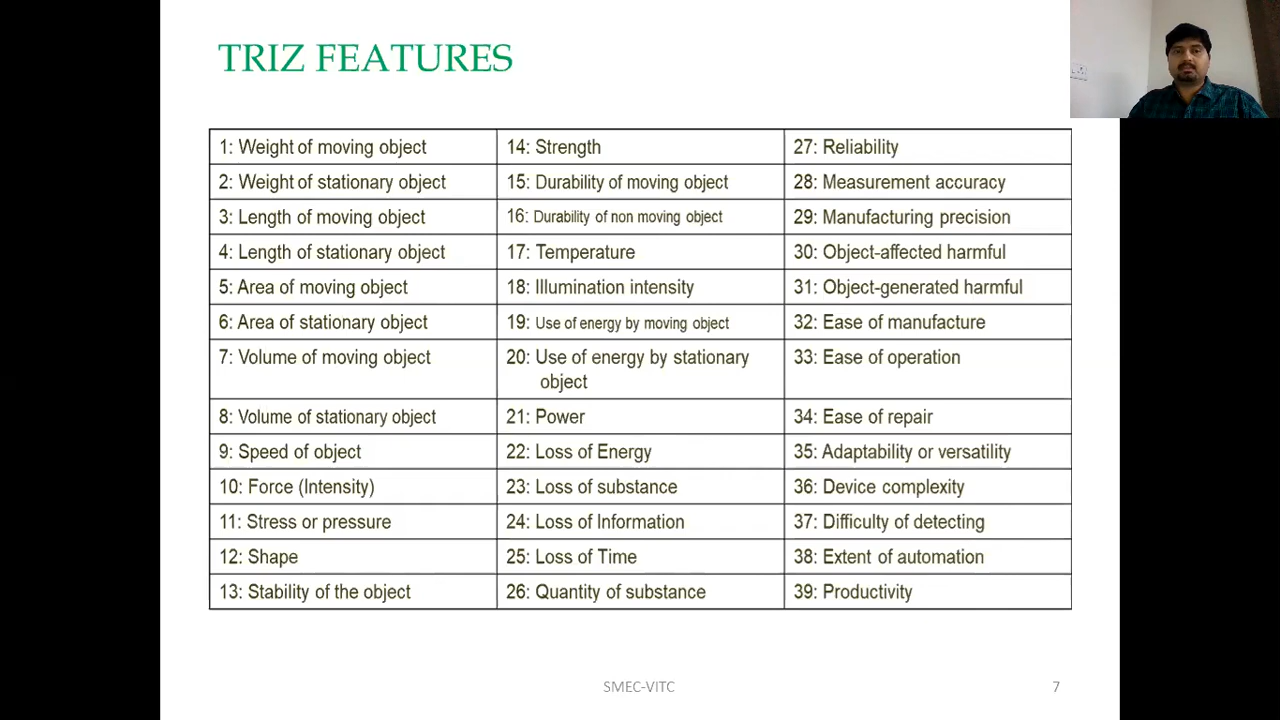 TRIZ FEATURES
1: Weight of moving object
14: Strength
27: Reliability
2: Weight of stationary object
15: Durability of moving object
28: Measurement accuracy
3: Length of moving object
16: Durability of non moving object
29: Manufacturing precision
4: Length of stationary object
17: Temperature
30: Object-affected harmful
5: Area of moving object
18: Illumination intensity
31: Object-generated harmful
6: Area of stationary object
19: Use of energy by moving object
32: Ease of manufacture
7: Volume of moving object
20: Use of energy by stationary
object
33: Ease of operation
8: Volume of stationary object
21: Power
34: Ease of repair
9: Speed of object
22: Loss of Energy
35: Adaptability or versatility
10: Force (Intensity)
23: Loss of substance
36: Device complexity
11: Stress or pressure
24: Loss of Information
37: Difficulty of detecting
12: Shape
25: Loss of Time
38: Extent of automation
13: Stability of the object
26: Quantity of substance
39: Productivity
SMEC-VITC
7